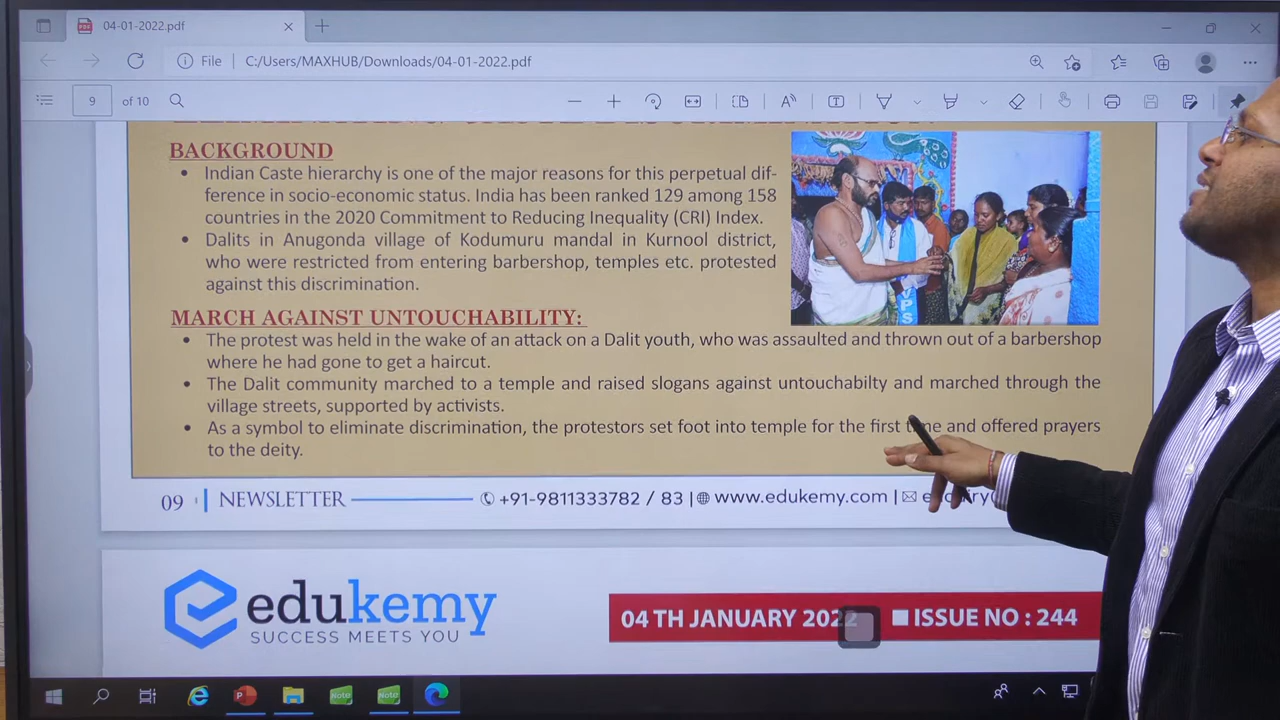 04-01-2022.pdf
File
C:/Users/MAXHUB/Downloads/04-01-2022.pdf
9
of 10
BACKGROUND
• Indian Caste hierarchy is one of the major reasons for this perpetual dif-
ference in socio-economic status. India has been ranked 129 among 158
countries in the 2020 Commitment to Reducing Inequality (CRI) Index.
• Dalits in Anugonda village of Kodumuru mandal in Kurnool district,
who were restricted from entering barbershop, temples etc. protested
against this discrimination.
MARCH AGAINST UNTOUCHABILITY:
• The protest was held in the wake of an attack on a Dalit youth, who was assaulted and thrown out of a barbershop
where he had gone to get a haircut.
• The Dalit community marched to a temple and raised slogans against untouchabilty and marched through the
village streets, supported by activists.
• As a symbol to eliminate discrimination, the protestors set foot into temple for the first time and offered prayers
to the deity.
09 | NEWSLETTER
+91-9811333782 / 83 | www.edukemy.com |
edukemy
SUCCESS MEETS YOU
04 TH JANUARY 2022 ISSUE NO : 244
VPS
Note
Note